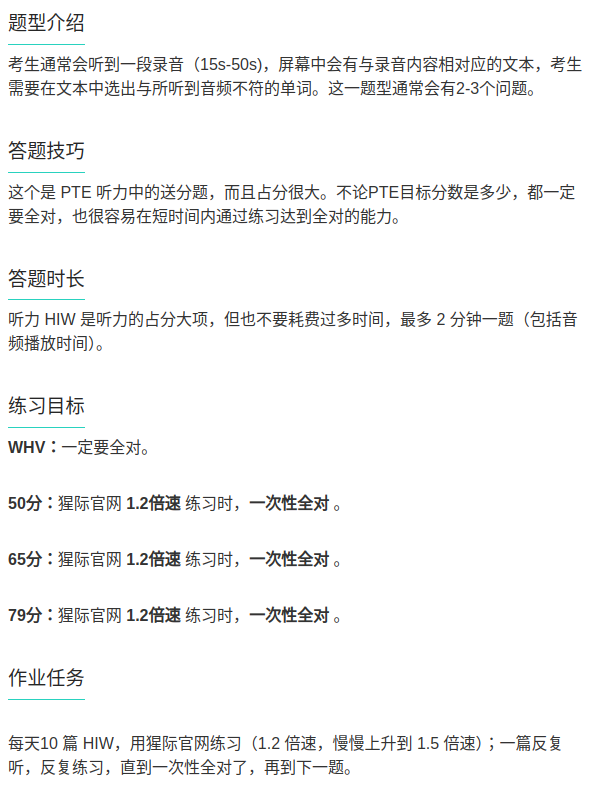 题型介绍
考生通常会听到一段录音（15s-50s)，屏幕中会有与录音内容相对应的文本，考生
需要在文本中选出与所听到音频不符的单词。这一题型通常会有2-3个问题。
答题技巧
这个是 PTE 听力中的送分题，而且占分很大。不论PTE目标分数是多少，都一定
要全对，也很容易在短时间内通过练习达到全对的能力。
答题时长
听力 HIW 是听力的占分大项，但也不要耗费过多时间，最多 2 分钟一题（包括音
频播放时间）。
练习目标
WHV：一定要全对。
50分：猩际官网 1.2倍速 练习时，一次性全对 。
65分：猩际官网 1.2倍速 练习时，一次性全对 。
79分：猩际官网 1.2倍速 练习时，一次性全对 。
作业任务
每天10 篇 HIW，用猩际官网练习（1.2 倍速，慢慢上升到 1.5 倍速）；一篇反复
听，反复练习，直到一次性全对了，再到下一题。